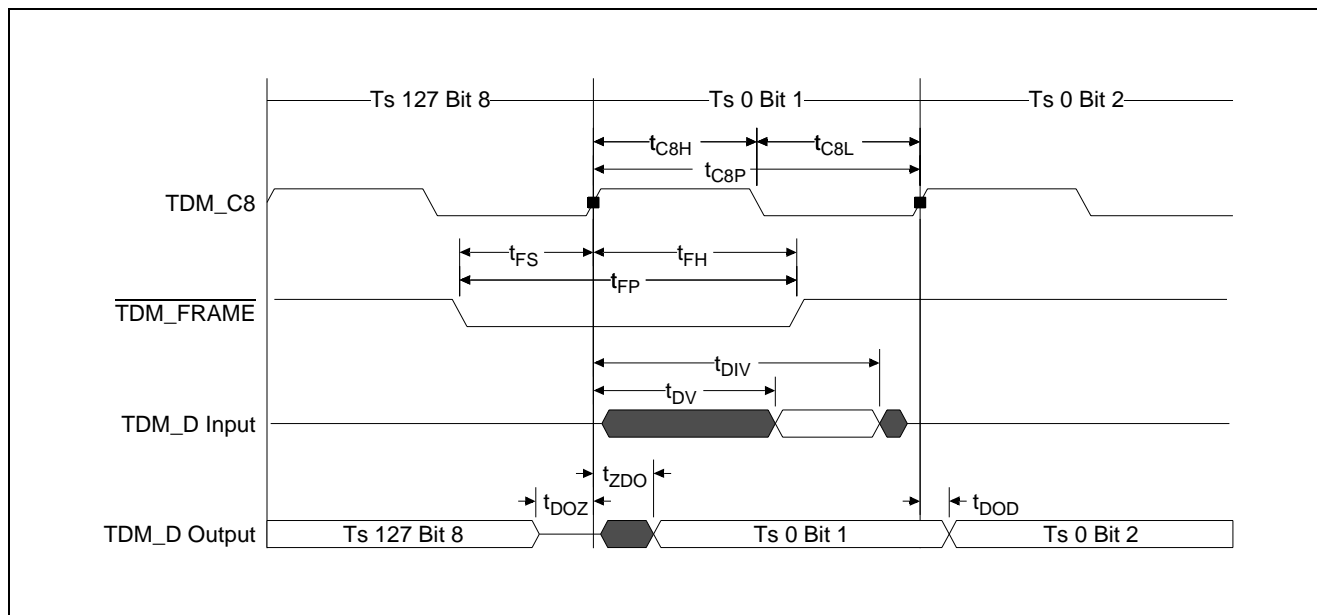 Ts 127 Bit 8 Ts 0 Bit 1 Ts 0 Bit 2
tC8H tC8L
tC8P
TDM_C8
tFS tFH
tFP
TDM_FRAME
tDIV
tDV
TDM_D Input
tZDO
tDOZ tDOD
TDM_D Output Ts 127 Bit 8 Ts 0 Bit 1 Ts 0 Bit 2